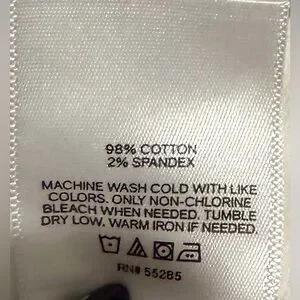 98% COTTON
2% SPANDEX
MACHINE WASH COLD WITH LIKE
COLORS. ONLY NON-CHLORINE
BLEACH WHEN NEEDED. TUMBLE
DRY LOW. WARM IRON IF NEEDED.
RN# 55285